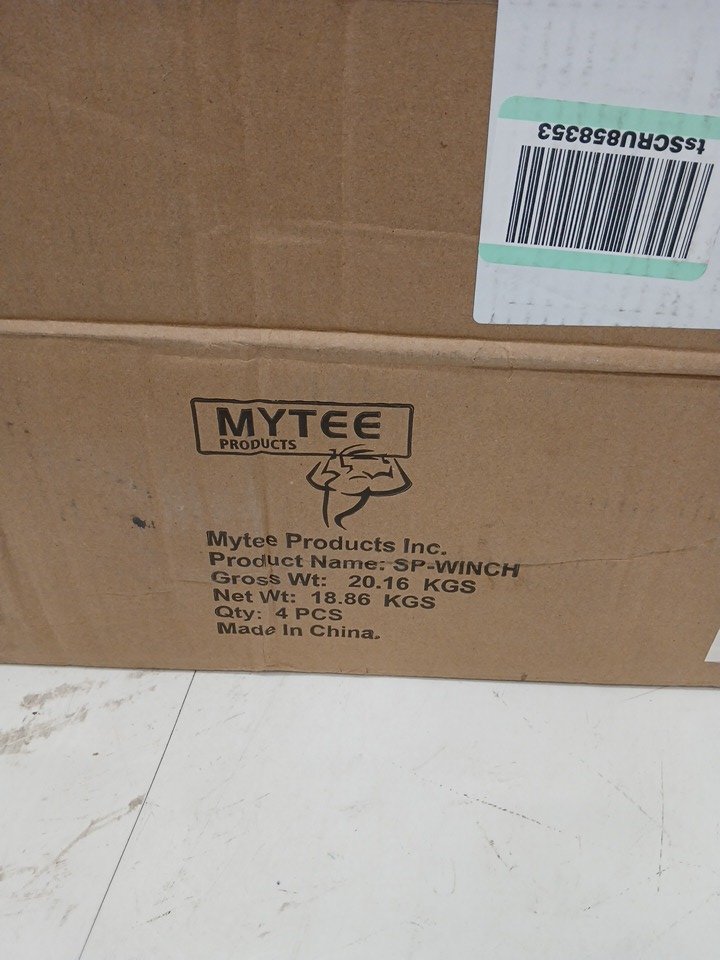 tsSCRU858353
MYTEE
PRODUCTS
Mytee Products Inc.
Product Name: SP-WINCH
Gross Wt: 20.16 KGS
Net Wt: 18.86 KGS
Qty: 4 PCS
Made In China.